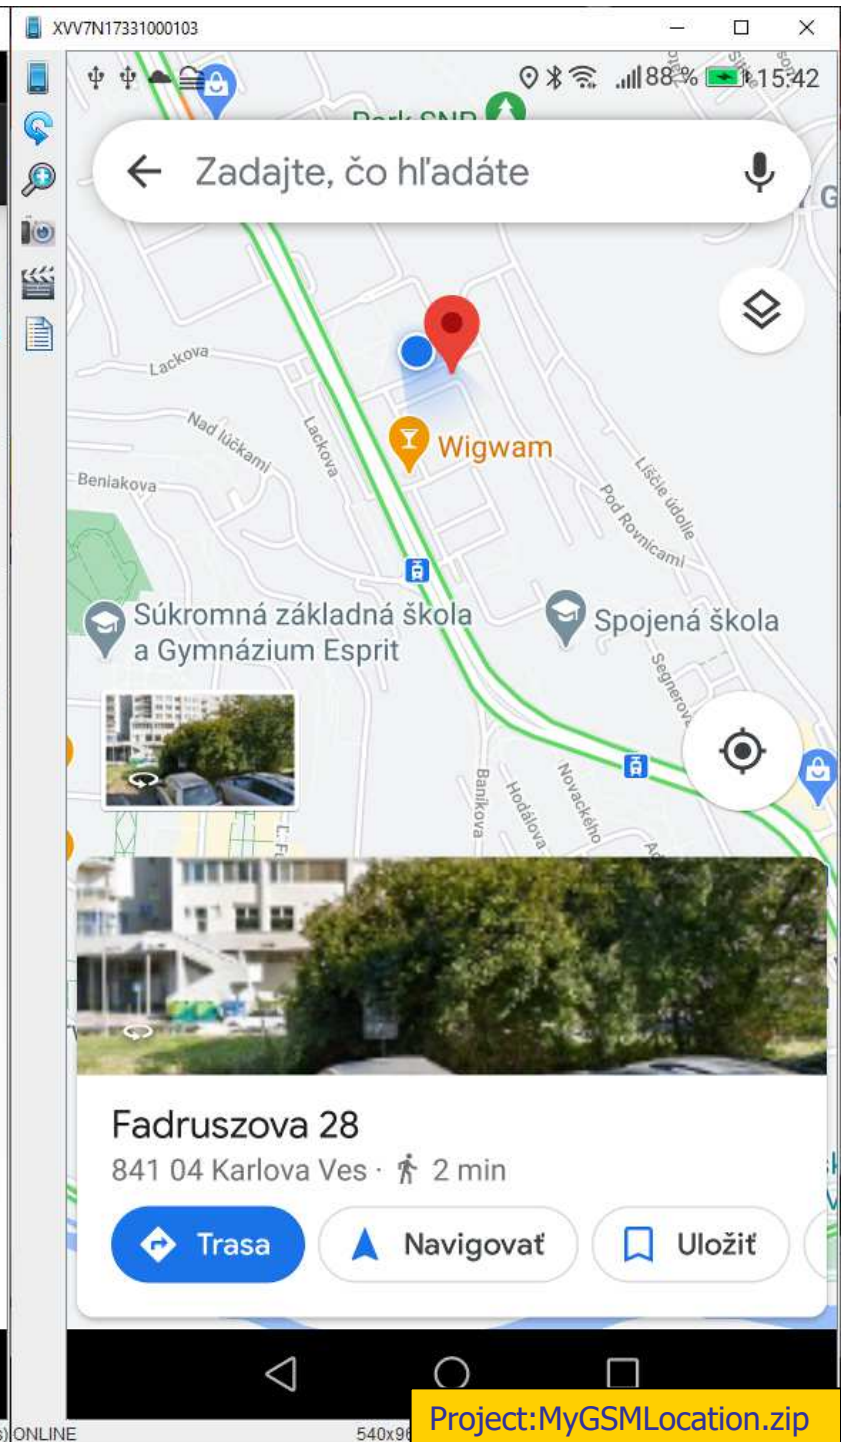 XVV7N17331000103
88 % 15:42
Park SNP
Zadajte, čo hľadáte
G
Lackova
Nad lúčkami
Lackova
Beniakova
Wigwam
Líščie údolie
Pod Rovnicami
Súkromná základná škola
a Gymnázium Esprit
Spojená škola
Segnerova
Baníkova
Hodálova
Novackého
Fadruszova 28
841 04 Karlova Ves · 2 min
Trasa
Navigovať
Uložiť
ONLINE
540x96
Project:MyGSMLocation.zip